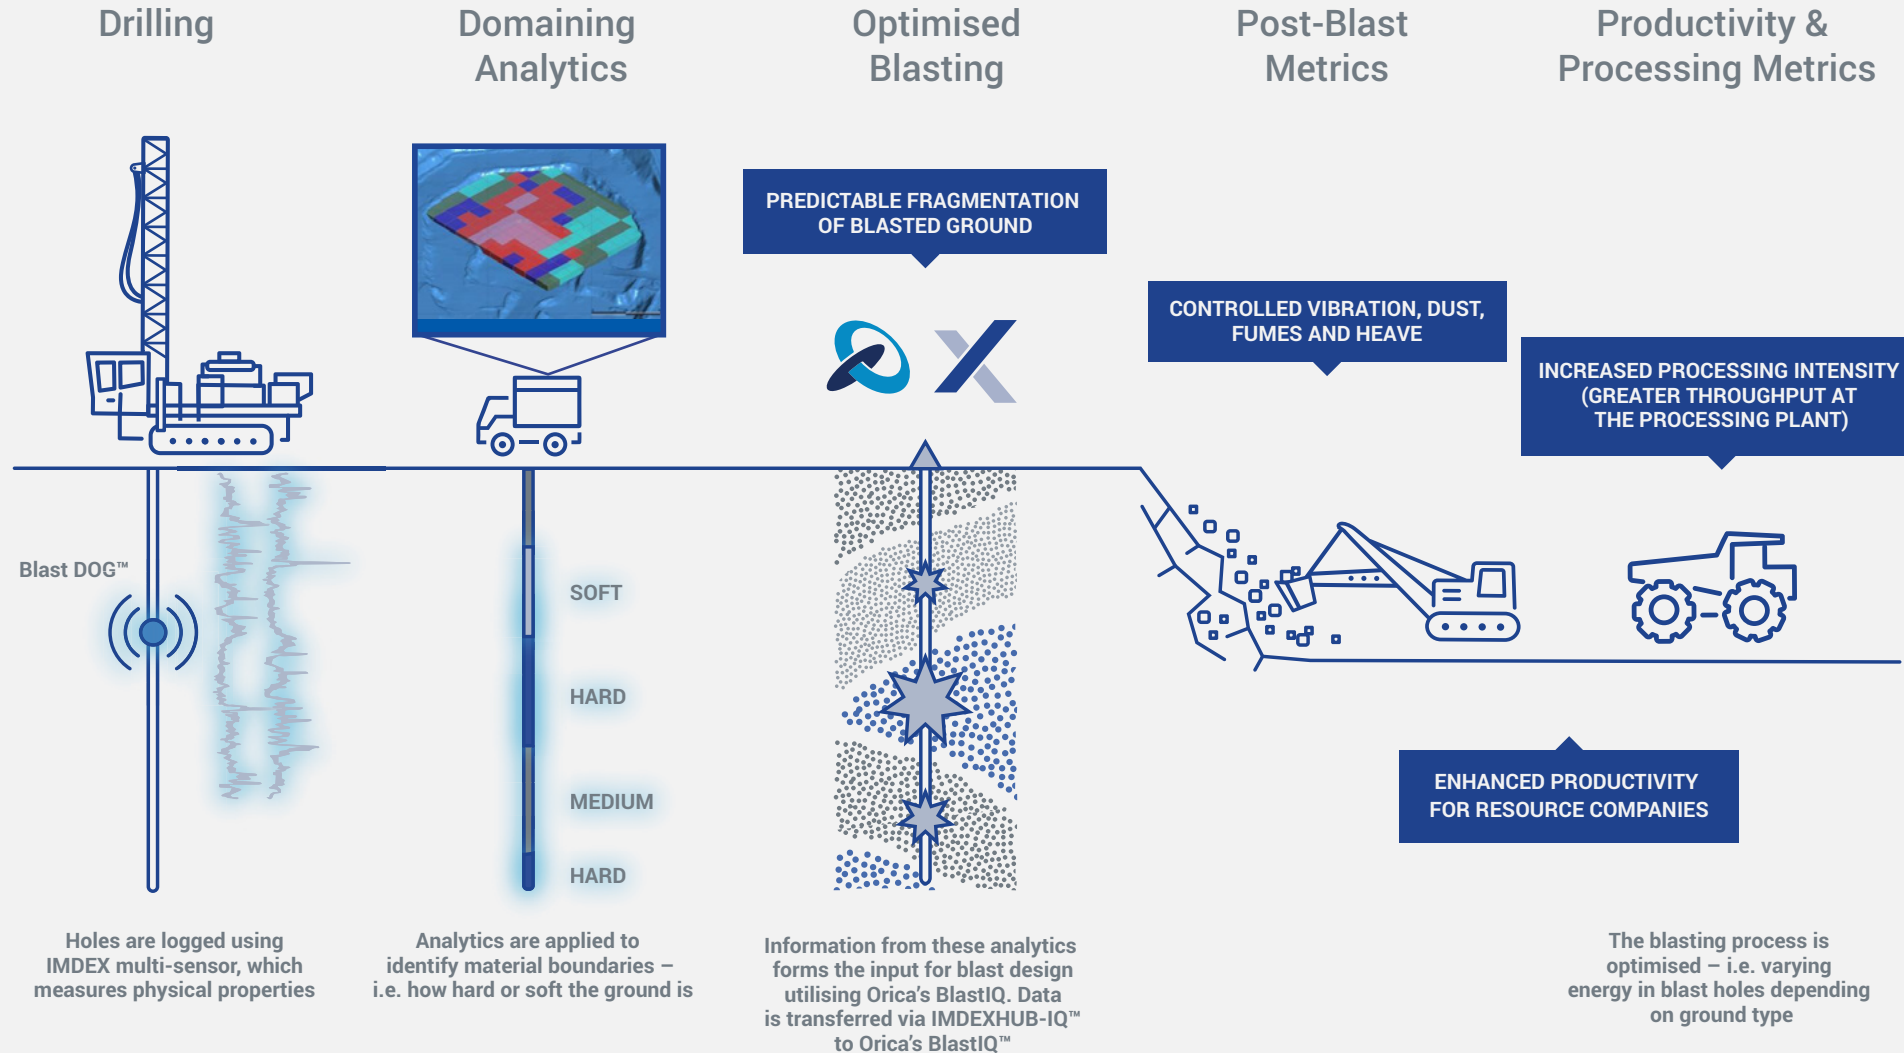 Drilling
Domaining
Analytics
Optimised
Blasting
Post-Blast
Metrics
Productivity &
Processing Metrics
PREDICTABLE FRAGMENTATION
OF BLASTED GROUND
CONTROLLED VIBRATION, DUST,
FUMES AND HEAVE
INCREASED PROCESSING INTENSITY
(GREATER THROUGHPUT AT
THE PROCESSING PLANT)
Blast DOG™
SOFT
HARD
MEDIUM
HARD
ENHANCED PRODUCTIVITY
FOR RESOURCE COMPANIES
Holes are logged using
IMDEX multi-sensor, which
measures physical properties
Analytics are applied to
identify material boundaries –
i.e. how hard or soft the ground is
Information from these analytics
forms the input for blast design
utilising Orica's BlastIQ. Data
is transferred via IMDEXHUB-IQ™
to Orica's BlastIQ™
The blasting process is
optimised – i.e. varying
energy in blast holes depending
on ground type